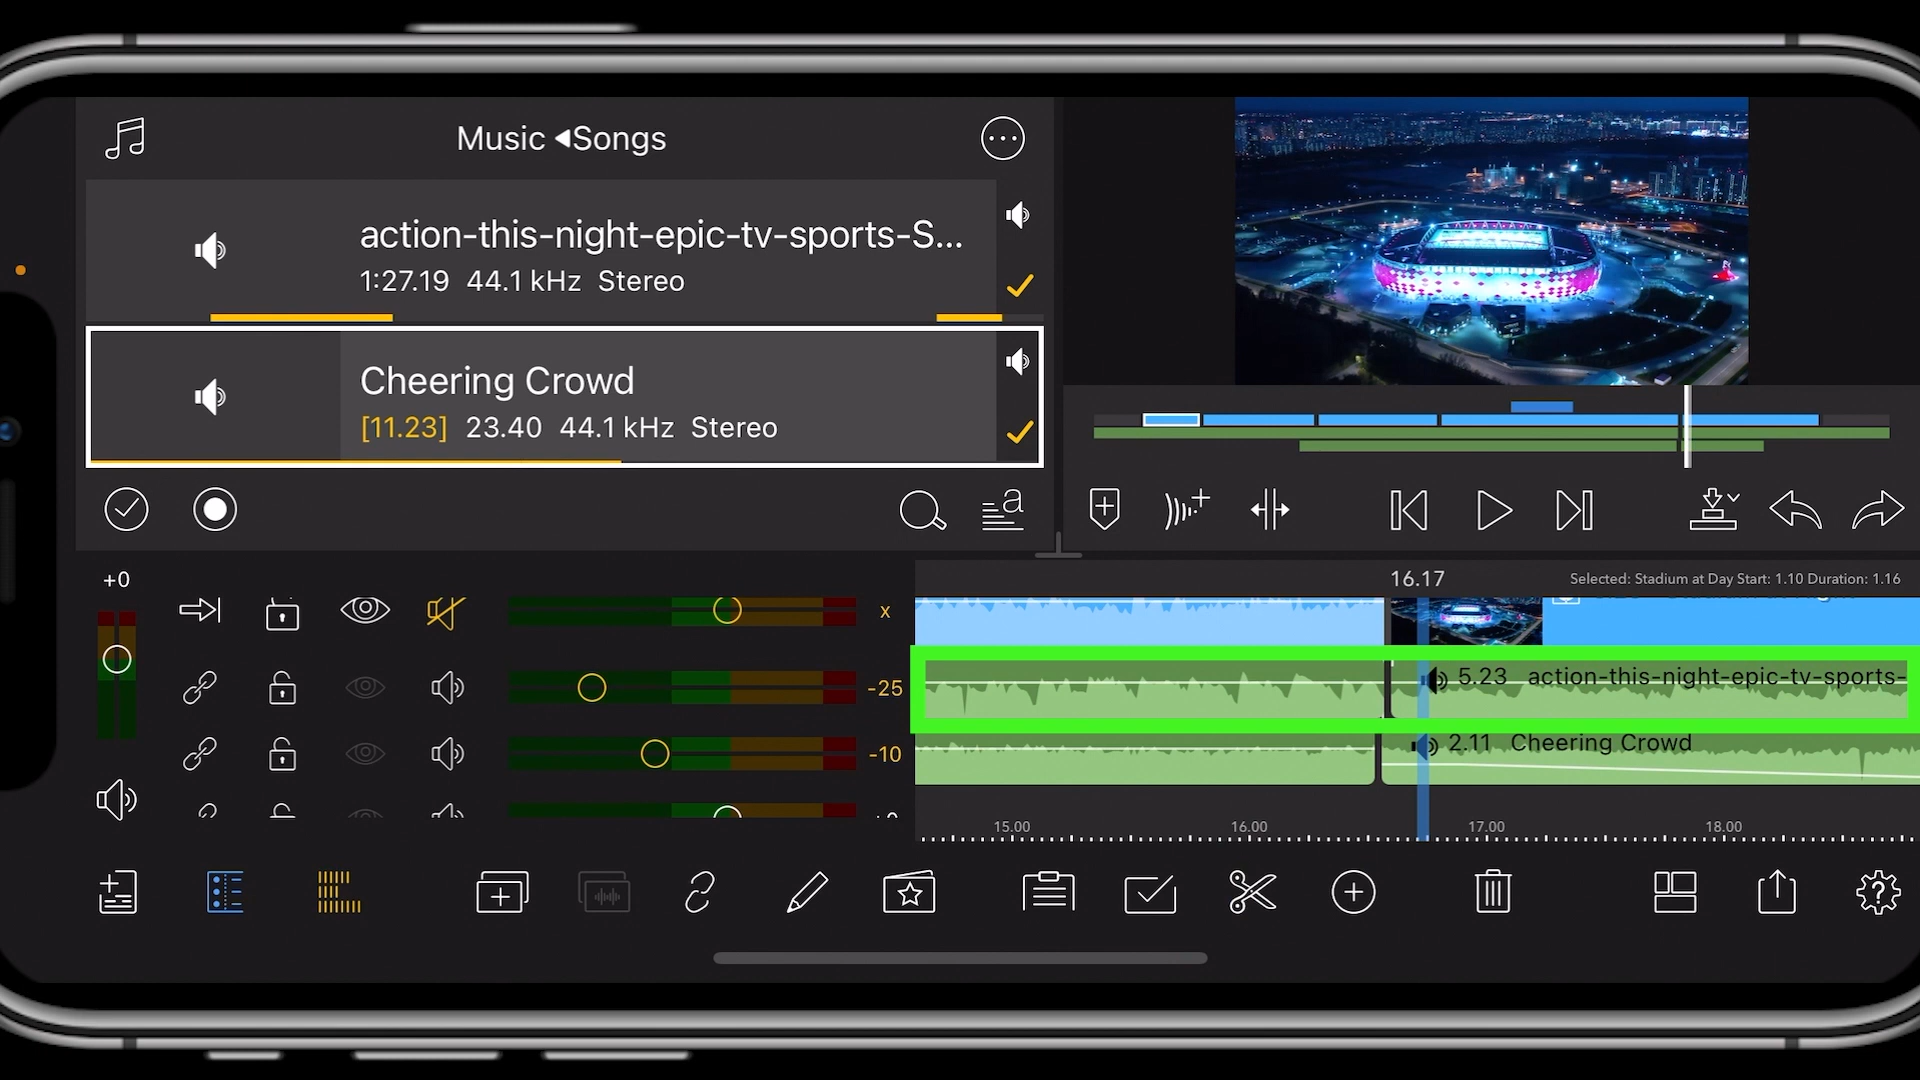 Music ◀Songs
action-this-night-epic-tv-sports-S...
1:27.19 44.1 kHz Stereo
Cheering Crowd
[11.23] 23.40 44.1 kHz Stereo
a
+0
16.17
Selected: Stadium at Day Start: 1.10 Duration: 1.16
x
-25
5.23 action-this-night-epic-tv-sports-
-10
2.11 Cheering Crowd
15.00 16.00 17.00 18.00